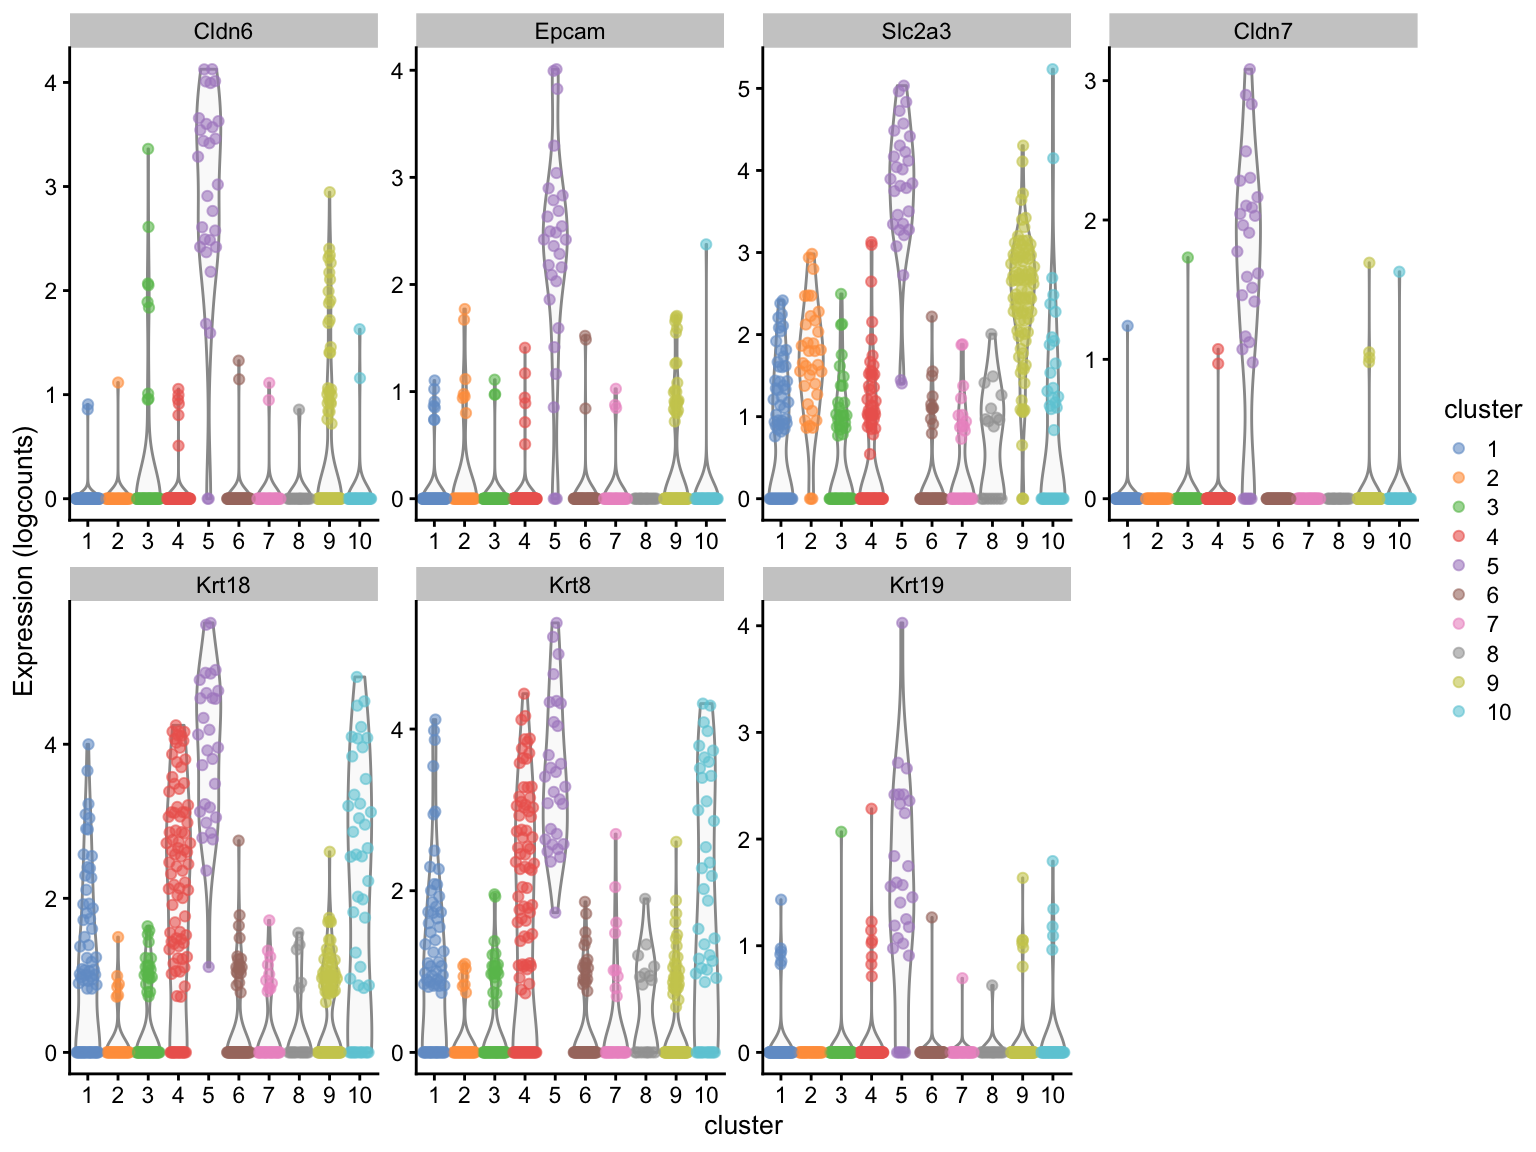 Cldn6 Epcam Slc2a3 Cldn7
4 3 2 1 0
4 3 2 1 0
5 4 3 2 1 0
3 2 1 0
1 2 3 4 5 6 7 8 9 10
1 2 3 4 5 6 7 8 9 10
1 2 3 4 5 6 7 8 9 10
1 2 3 4 5 6 7 8 9 10
Expression (logcounts)
Krt18 Krt8 Krt19
4 2 0
4 2 0
4 3 2 1 0
1 2 3 4 5 6 7 8 9 10
1 2 3 4 5 6 7 8 9 10
1 2 3 4 5 6 7 8 9 10
cluster
cluster
1
2
3
4
5
6
7
8
9
10